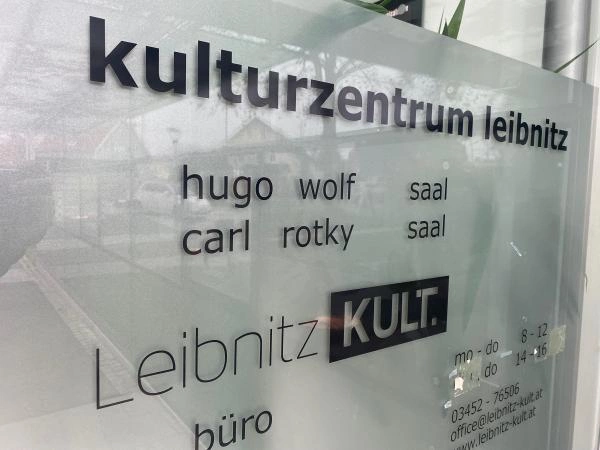 kulturzentrum leibnitz
hugo wolf saal
carl rotky saal
Leibnitz KULT.
büro
mo - do 8 - 12
do 14 - 16
03452 - 76506
office@leibnitz-kult.at
www.leibnitz-kult.at